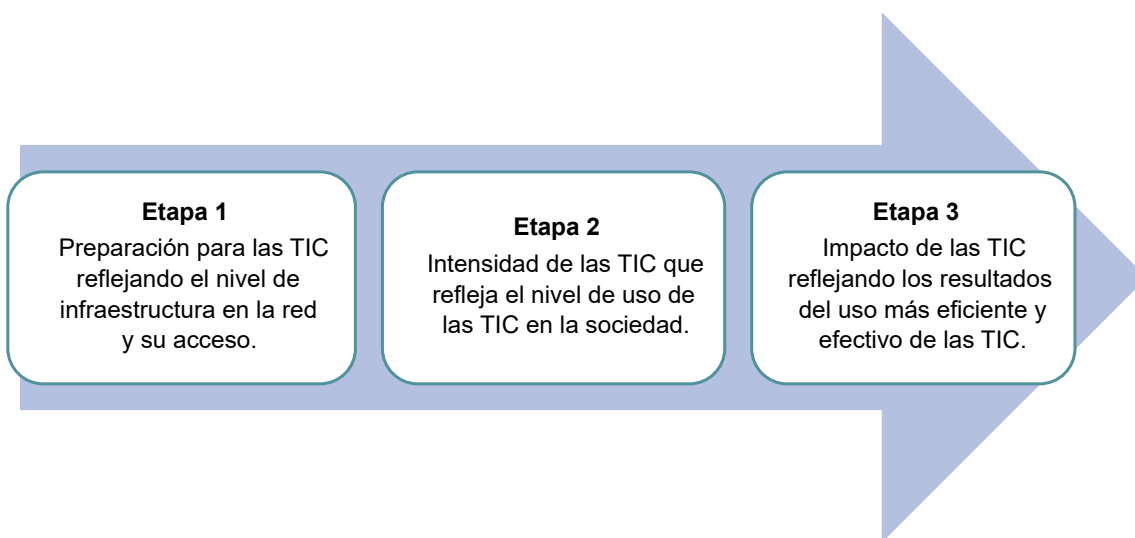 Etapa 1
Preparación para las TIC
reflejando el nivel de
infraestructura en la red
y su acceso.
Etapa 2
Intensidad de las TIC que
refleja el nivel de uso de
las TIC en la sociedad.
Etapa 3
Impacto de las TIC
reflejando los resultados
del uso más eficiente y
efectivo de las TIC.